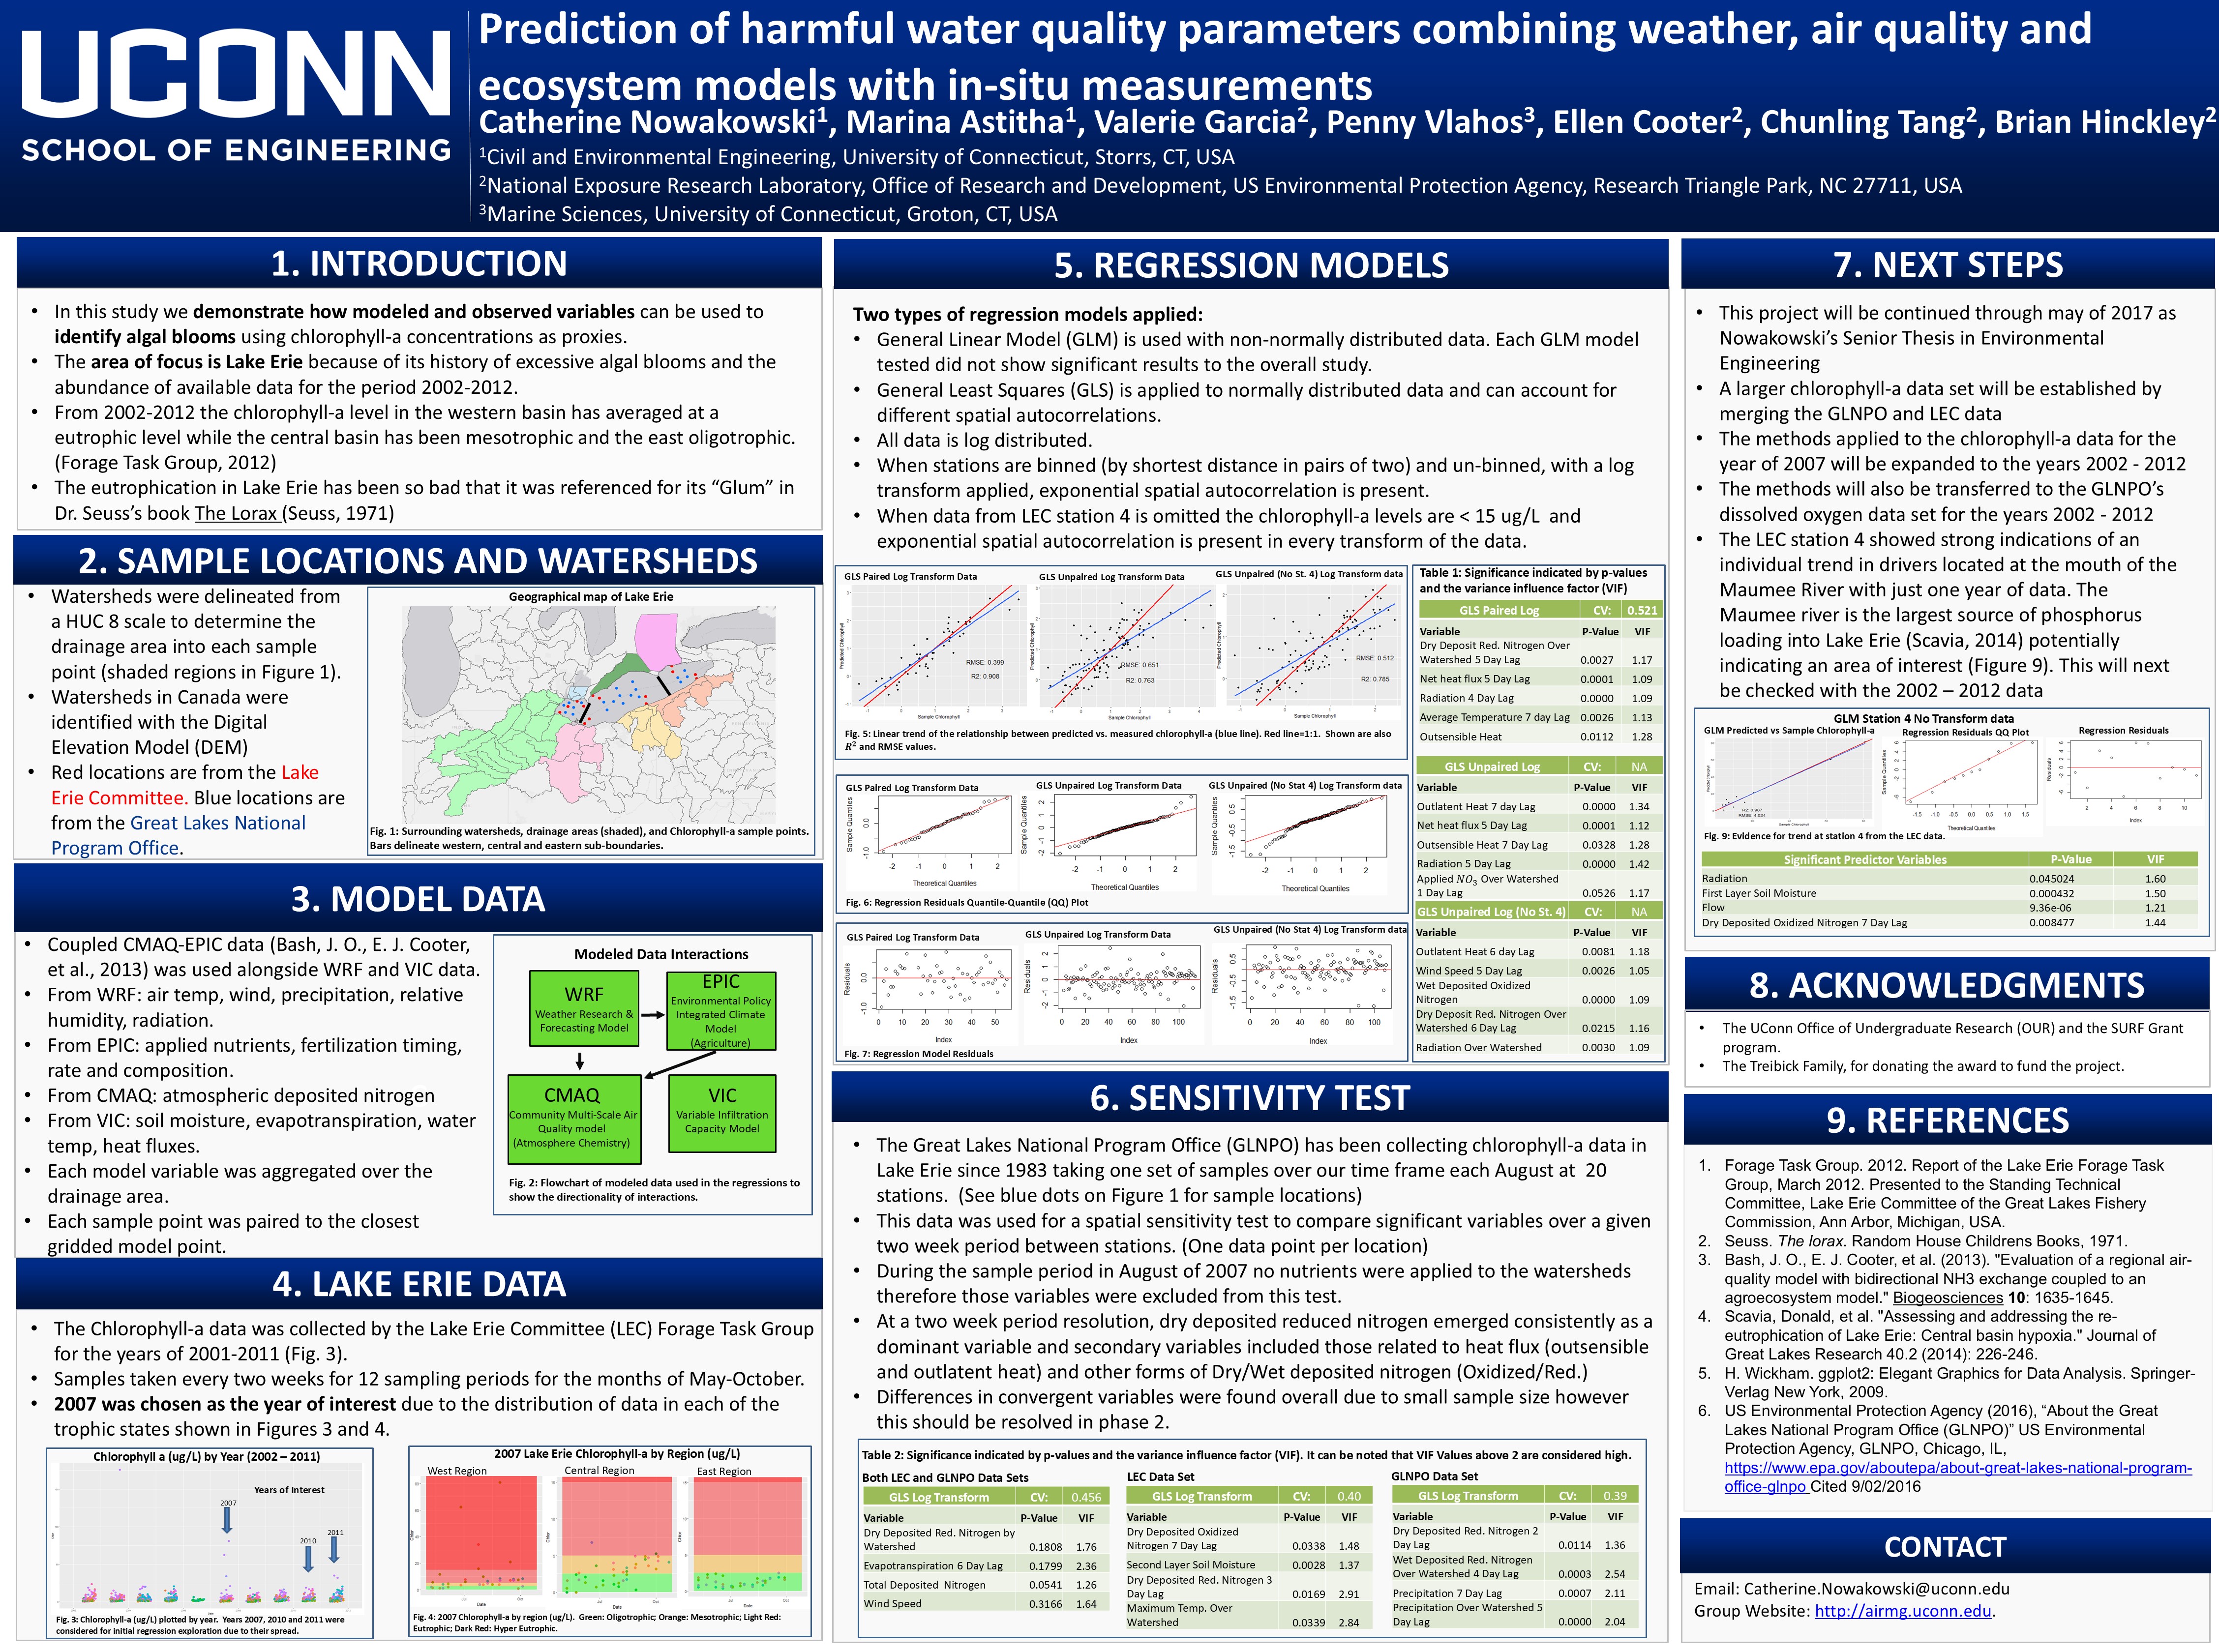 UCONN
SCHOOL OF ENGINEERING
Prediction of harmful water quality parameters combining weather, air quality and
ecosystem models with in-situ measurements
Catherine Nowakowski1, Marina Astitha1, Valerie Garcia2, Penny Vlahos3, Ellen Cooter2, Chunling Tang2, Brian Hinckley2
1Civil and Environmental Engineering, University of Connecticut, Storrs, CT, USA
2National Exposure Research Laboratory, Office of Research and Development, US Environmental Protection Agency, Research Triangle Park, NC 27711, USA
3Marine Sciences, University of Connecticut, Groton, CT, USA
1. INTRODUCTION
• In this study we demonstrate how modeled and observed variables can be used to
identify algal blooms using chlorophyll-a concentrations as proxies.
• The area of focus is Lake Erie because of its history of excessive algal blooms and the
abundance of available data for the period 2002-2012.
• From 2002-2012 the chlorophyll-a level in the western basin has averaged at a
eutrophic level while the central basin has been mesotrophic and the east oligotrophic.
(Forage Task Group, 2012)
• The eutrophication in Lake Erie has been so bad that it was referenced for its “Glum” in
Dr. Seuss’s book The Lorax (Seuss, 1971)
2. SAMPLE LOCATIONS AND WATERSHEDS
• Watersheds were delineated from
a HUC 8 scale to determine the
drainage area into each sample
point (shaded regions in Figure 1).
• Watersheds in Canada were
identified with the Digital
Elevation Model (DEM)
• Red locations are from the Lake
Erie Committee. Blue locations are
from the Great Lakes National
Program Office.
Geographical map of Lake Erie
Fig. 1: Surrounding watersheds, drainage areas (shaded), and Chlorophyll-a sample points.
Bars delineate western, central and eastern sub-boundaries.
3. MODEL DATA
• Coupled CMAQ-EPIC data (Bash, J. O., E. J. Cooter,
et al., 2013) was used alongside WRF and VIC data.
• From WRF: air temp, wind, precipitation, relative
humidity, radiation.
• From EPIC: applied nutrients, fertilization timing,
rate and composition.
• From CMAQ: atmospheric deposited nitrogen
• From VIC: soil moisture, evapotranspiration, water
temp, heat fluxes.
• Each model variable was aggregated over the
drainage area.
• Each sample point was paired to the closest
gridded model point.
Modeled Data Interactions
WRF
Weather Research &
Forecasting Model
EPIC
Environmental Policy
Integrated Climate
Model
(Agriculture)
CMAQ
Community Multi-Scale Air
Quality model
(Atmosphere Chemistry)
VIC
Variable Infiltration
Capacity Model
Fig. 2: Flowchart of modeled data used in the regressions to
show the directionality of interactions.
4. LAKE ERIE DATA
• The Chlorophyll-a data was collected by the Lake Erie Committee (LEC) Forage Task Group
for the years of 2001-2011 (Fig. 3).
• Samples taken every two weeks for 12 sampling periods for the months of May-October.
• 2007 was chosen as the year of interest due to the distribution of data in each of the
trophic states shown in Figures 3 and 4.
Chlorophyll a (ug/L) by Year (2002 – 2011)
Years of Interest
2007
2010
2011
Fig. 3: Chlorophyll-a (ug/L) plotted by year. Years 2007, 2010 and 2011 were
considered for initial regression exploration due to their spread.
2007 Lake Erie Chlorophyll-a by Region (ug/L)
West Region
Central Region
East Region
Fig. 4: 2007 Chlorophyll-a by region (ug/L). Green: Oligotrophic; Orange: Mesotrophic; Light Red:
Eutrophic; Dark Red: Hyper Eutrophic.
5. REGRESSION MODELS
Two types of regression models applied:
• General Linear Model (GLM) is used with non-normally distributed data. Each GLM model
tested did not show significant results to the overall study.
• General Least Squares (GLS) is applied to normally distributed data and can account for
different spatial autocorrelations.
• All data is log distributed.
• When stations are binned (by shortest distance in pairs of two) and un-binned, with a log
transform applied, exponential spatial autocorrelation is present.
• When data from LEC station 4 is omitted the chlorophyll-a levels are < 15 ug/L and
exponential spatial autocorrelation is present in every transform of the data.
GLS Paired Log Transform Data
GLS Unpaired Log Transform Data
GLS Unpaired (No St. 4) Log Transform data
Predicted Chlorophyll
RMSE: 0.399
R2: 0.908
RMSE: 0.651
R2: 0.763
RMSE: 0.512
R2: 0.785
Sample Chlorophyll
Sample Chlorophyll
Sample Chlorophyll
Fig. 5: Linear trend of the relationship between predicted vs. measured chlorophyll-a (blue line). Red line=1:1. Shown are also
R2 and RMSE values.
GLS Paired Log Transform Data
GLS Unpaired Log Transform Data
GLS Unpaired (No Stat 4) Log Transform data
Sample Quantiles
Sample Quantiles
Sample Quantiles
Theoretical Quantiles
Theoretical Quantiles
Theoretical Quantiles
Fig. 6: Regression Residuals Quantile-Quantile (QQ) Plot
GLS Paired Log Transform Data
GLS Unpaired Log Transform Data
GLS Unpaired (No Stat 4) Log Transform data
Residuals
Residuals
Residuals
0 10 20 30 40 50
0 20 40 60 80 100
0 20 40 60 80 100
Index
Index
Index
Fig. 7: Regression Model Residuals
Table 1: Significance indicated by p-values
and the variance influence factor (VIF)
GLS Paired Log CV: 0.521
Variable P-Value VIF
Dry Deposit Red. Nitrogen Over
Watershed 5 Day Lag 0.0027 1.17
Net heat flux 5 Day Lag 0.0001 1.09
Radiation 4 Day Lag 0.0000 1.09
Average Temperature 7 day Lag 0.0026 1.13
Outsensible Heat 0.0112 1.28
GLS Unpaired Log CV: NA
Variable P-Value VIF
Outlatent Heat 7 day Lag 0.0000 1.34
Net heat flux 5 Day Lag 0.0001 1.12
Outsensible Heat 7 Day Lag 0.0328 1.28
Radiation 5 Day Lag 0.0000 1.42
Applied NO3 Over Watershed
1 Day Lag 0.0526 1.17
GLS Unpaired Log (No St. 4) CV: NA
Variable P-Value VIF
Outlatent Heat 6 day Lag 0.0081 1.18
Wind Speed 5 Day Lag 0.0026 1.05
Wet Deposited Oxidized
Nitrogen 0.0000 1.09
Dry Deposit Red. Nitrogen Over
Watershed 6 Day Lag 0.0215 1.16
Radiation Over Watershed 0.0030 1.09
6. SENSITIVITY TEST
• The Great Lakes National Program Office (GLNPO) has been collecting chlorophyll-a data in
Lake Erie since 1983 taking one set of samples over our time frame each August at 20
stations. (See blue dots on Figure 1 for sample locations)
• This data was used for a spatial sensitivity test to compare significant variables over a given
two week period between stations. (One data point per location)
• During the sample period in August of 2007 no nutrients were applied to the watersheds
therefore those variables were excluded from this test.
• At a two week period resolution, dry deposited reduced nitrogen emerged consistently as a
dominant variable and secondary variables included those related to heat flux (outsensible
and outlatent heat) and other forms of Dry/Wet deposited nitrogen (Oxidized/Red.)
• Differences in convergent variables were found overall due to small sample size however
this should be resolved in phase 2.
Table 2: Significance indicated by p-values and the variance influence factor (VIF). It can be noted that VIF Values above 2 are considered high.
Both LEC and GLNPO Data Sets
GLS Log Transform CV: 0.456
Variable P-Value VIF
Dry Deposited Red. Nitrogen by
Watershed 0.1808 1.76
Evapotranspiration 6 Day Lag 0.1799 2.36
Total Deposited Nitrogen 0.0541 1.26
Wind Speed 0.3166 1.64
LEC Data Set
GLS Log Transform CV: 0.40
Variable P-Value VIF
Dry Deposited Oxidized
Nitrogen 7 Day Lag 0.0338 1.48
Second Layer Soil Moisture 0.0028 1.37
Dry Deposited Red. Nitrogen 3
Day Lag 0.0169 2.91
Maximum Temp. Over
Watershed 0.0339 2.84
GLNPO Data Set
GLS Log Transform CV: 0.39
Variable P-Value VIF
Dry Deposited Red. Nitrogen 2
Day Lag 0.0114 1.36
Wet Deposited Red. Nitrogen
Over Watershed 4 Day Lag 0.0003 2.54
Precipitation 7 Day Lag 0.0007 2.11
Precipitation Over Watershed 5
Day Lag 0.0000 2.04
7. NEXT STEPS
• This project will be continued through may of 2017 as
Nowakowski’s Senior Thesis in Environmental
Engineering
• A larger chlorophyll-a data set will be established by
merging the GLNPO and LEC data
• The methods applied to the chlorophyll-a data for the
year of 2007 will be expanded to the years 2002 - 2012
• The methods will also be transferred to the GLNPO’s
dissolved oxygen data set for the years 2002 - 2012
• The LEC station 4 showed strong indications of an
individual trend in drivers located at the mouth of the
Maumee River with just one year of data. The
Maumee river is the largest source of phosphorus
loading into Lake Erie (Scavia, 2014) potentially
indicating an area of interest (Figure 9). This will next
be checked with the 2002 – 2012 data
GLM Station 4 No Transform data
GLM Predicted vs Sample Chlorophyll-a
Regression Residuals QQ Plot
Regression Residuals
Sample Quantiles
Theoretical Quantiles
Residuals
Index
Fig. 9: Evidence for trend at station 4 from the LEC data.
Significant Predictor Variables P-Value VIF
Radiation 0.045024 1.60
First Layer Soil Moisture 0.000432 1.50
Flow 9.36e-06 1.21
Dry Deposited Oxidized Nitrogen 7 Day Lag 0.008477 1.44
8. ACKNOWLEDGMENTS
• The UConn Office of Undergraduate Research (OUR) and the SURF Grant
program.
• The Treibick Family, for donating the award to fund the project.
9. REFERENCES
1. Forage Task Group. 2012. Report of the Lake Erie Forage Task
Group, March 2012. Presented to the Standing Technical
Committee, Lake Erie Committee of the Great Lakes Fishery
Commission, Ann Arbor, Michigan, USA.
2. Seuss. The lorax. Random House Childrens Books, 1971.
3. Bash, J. O., E. J. Cooter, et al. (2013). "Evaluation of a regional air-
quality model with bidirectional NH3 exchange coupled to an
agroecosystem model." Biogeosciences 10: 1635-1645.
4. Scavia, Donald, et al. "Assessing and addressing the re-
eutrophication of Lake Erie: Central basin hypoxia." Journal of
Great Lakes Research 40.2 (2014): 226-246.
5. H. Wickham. ggplot2: Elegant Graphics for Data Analysis. Springer-
Verlag New York, 2009.
6. US Environmental Protection Agency (2016), “About the Great
Lakes National Program Office (GLNPO)” US Environmental
Protection Agency, GLNPO, Chicago, IL,
https://www.epa.gov/aboutepa/about-great-lakes-national-program-
office-glnpo Cited 9/02/2016
CONTACT
Email: Catherine.Nowakowski@uconn.edu
Group Website: http://airmg.uconn.edu.